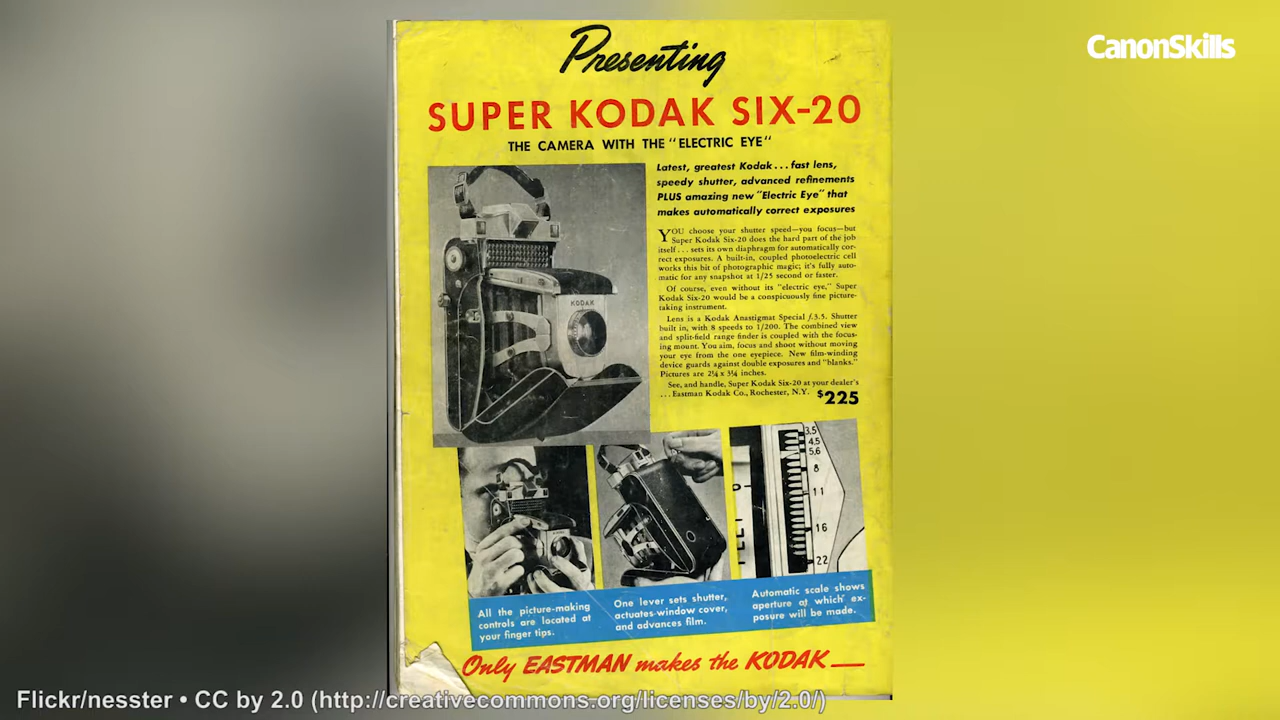 CanonSkills
Presenting
SUPER KODAK SIX-20
THE CAMERA WITH THE "ELECTRIC EYE"
Latest, greatest Kodak...fast lens,
speedy shutter, advanced refinements
PLUS amazing new "Electric Eye" that
makes automatically correct exposures
YOU choose your shutter speed—you focus—but
Super Kodak Six-20 does the hard part of the job
itself... sets its own diaphragm for automatically cor-
rect exposures. A built-in, coupled photoelectric cell
works this bit of photographic magic; it's fully auto-
matic for any snapshot at 1/25 second or faster.
Of course, even without its "electric eye," Super
Kodak Six-20 would be a conspicuously fine picture-
taking instrument.
Lens is a Kodak Anastigmat Special f.3.5. Shutter
built in, with 8 speeds to 1/200. The combined view
and split-field range finder is coupled with the focus-
ing mount. You aim, focus and shoot without moving
your eye from the one eyepiece. New film-winding
device guards against double exposures and "blanks."
Pictures are 2¼ x 3¼ inches.
See, and handle, Super Kodak Six-20 at your dealer's
...Eastman Kodak Co., Rochester, N.Y. $225
KODAK
3.5
4.5
5.6
8
11
16
22
FEET
All the picture-making
controls are located at
your finger tips.
One lever sets shutter,
actuates window cover,
and advances film.
Automatic scale shows
aperture at which ex-
posure will be made.
Only EASTMAN makes the KODAK
Flickr/nesster • CC by 2.0 (http://creativecommons.org/licenses/by/2.0/)